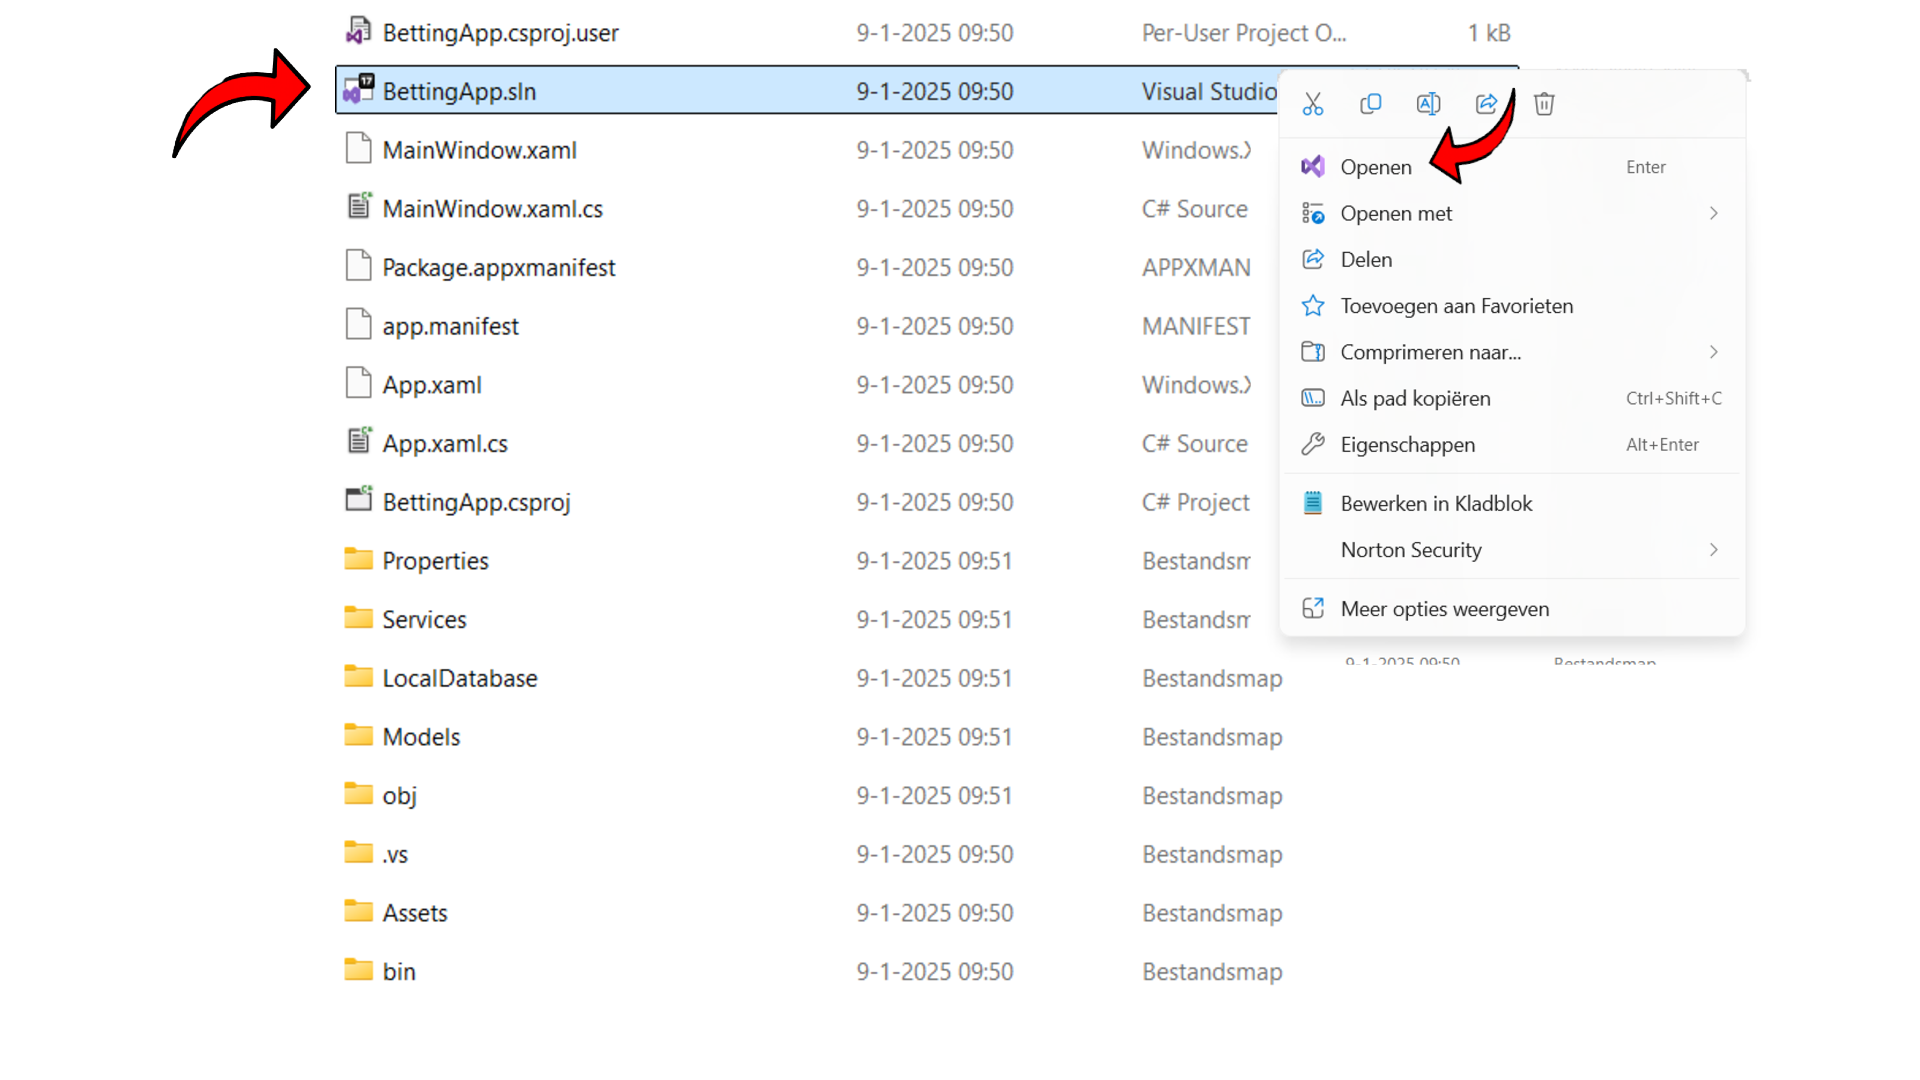 BettingApp.csproj.user 9-1-2025 09:50 Per-User Project O... 1 kB
BettingApp.sln 9-1-2025 09:50 Visual Studio
MainWindow.xaml 9-1-2025 09:50 Windows.X
MainWindow.xaml.cs 9-1-2025 09:50 C# Source
Package.appxmanifest 9-1-2025 09:50 APPXMAN
app.manifest 9-1-2025 09:50 MANIFEST
App.xaml 9-1-2025 09:50 Windows.X
App.xaml.cs 9-1-2025 09:50 C# Source
BettingApp.csproj 9-1-2025 09:50 C# Project
Properties 9-1-2025 09:51 Bestandsm
Services 9-1-2025 09:51 Bestandsm
LocalDatabase 9-1-2025 09:51 Bestandsmap
Models 9-1-2025 09:51 Bestandsmap
obj 9-1-2025 09:51 Bestandsmap
.vs 9-1-2025 09:50 Bestandsmap
Assets 9-1-2025 09:50 Bestandsmap
bin 9-1-2025 09:50 Bestandsmap
17
Openen Enter
Openen met
Delen
Toevoegen aan Favorieten
Comprimeren naar...
Als pad kopiëren Ctrl+Shift+C
Eigenschappen Alt+Enter
Bewerken in Kladblok
Norton Security
Meer opties weergeven
9-1-2025 09:50 Bestandsmap